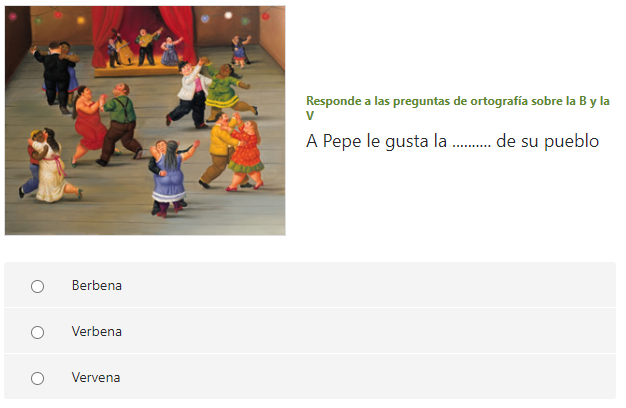 Responde a las preguntas de ortografía sobre la B y la
V
A Pepe le gusta la .......... de su pueblo
Berbena
Verbena
Vervena